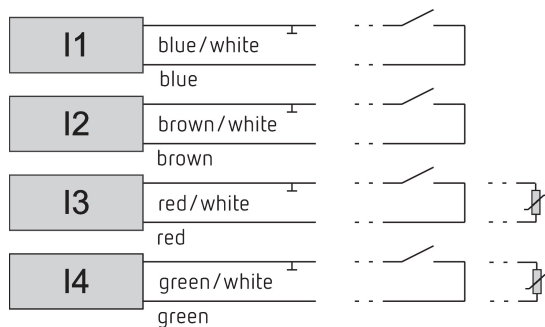 I1
blue/white
blue
I2
brown/white
brown
I3
red/white
red
I4
green/white
green